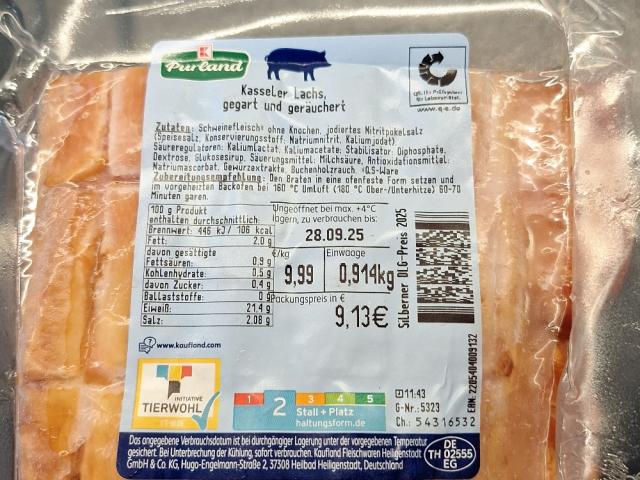 K
Purland
Kasseler Lachs,
gegart und geräuchert
www.q-s.de
Zutaten: Schweinefleisch* ohne Knochen, jodiertes Nitritpökelsalz
(Speisesalz, Konservierungsstoff: Natriumnitrit, Kaliumjodat)
Säureregulatoren: Kaliumlactat, Kaliumacetate, Stabilisator: Diphosphate,
Dextrose, Glukosesirup, Säuerungsmittel: Milchsäure, Antioxidationsmittel:
Natriumascorbat, Gewürzextrakte, Buchenholzrauch. *QS-Ware
Zubereitungsempfehlung: Den Braten in eine ofenfeste Form setzen und
im vorgeheizten Backofen bei 160 °C Umluft (180 °C Ober-/Unterhitze) 60-70
Minuten garen.
100 g Produkt
enthalten durchschnittlich:
Brennwert: 446 kJ/ 106 kcal
Fett: 2.0 g
davon gesättigte
Fettsäuren: 0.9 g
Kohlenhydrate: 0.5 g
davon Zucker: 0.4 g
Ballaststoffe: 0 g
Eiweiß: 21.4 g
Salz: 2.08 g
Ungeöffnet bei max. +4°C
lagern, zu verbrauchen bis:
28.09.25
€/kg
9,99
Einwaage
0,914kg
Packungspreis in €
9,13€
Silberner DLG-Preis 2025
EAN: 2205404009132
www.kaufland.com
INITIATIVE
TIERWOHL
1 2 3 4 5
Stall + Platz
haltungsform.de
11:43
G-Nr.: 5323
Ch.: 54316532
Das angegebene Verbrauchsdatum ist bei durchgängiger Lagerung unter der vorgegebenen Temperatur
gesichert. Bei Unterbrechung der Kühlung, sofort verbrauchen. Kaufland Fleischwaren Heiligenstadt
GmbH & Co. KG, Hugo-Engelmann-Straße 2, 37308 Heilbad Heiligenstadt, Deutschland
DE
TH 02555
EG